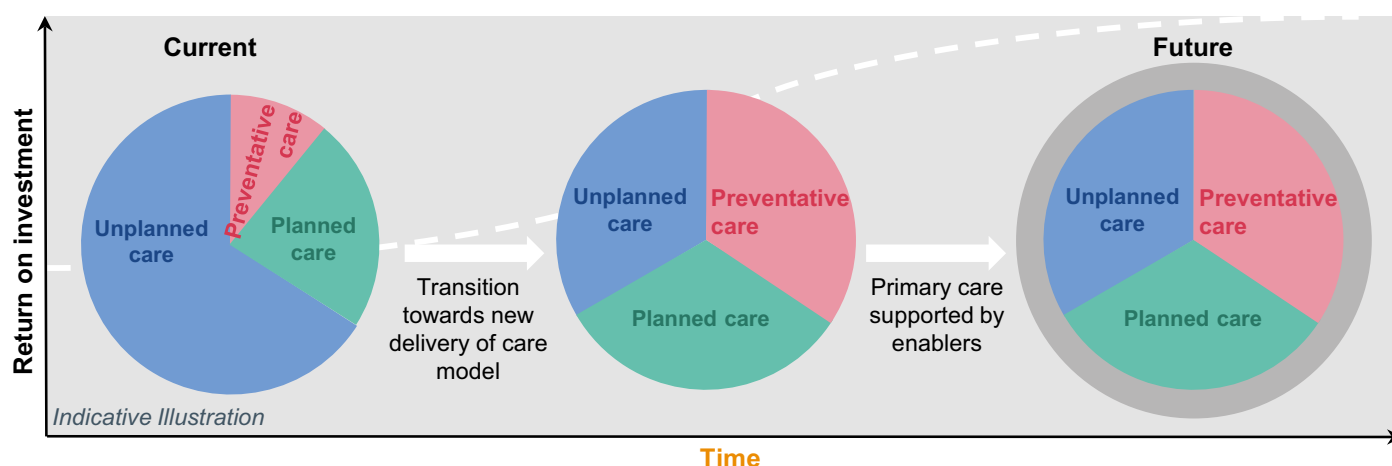 Return on investment
Current
Preventative
care
Unplanned
care
Planned
care
Indicative Illustration
Transition
towards new
delivery of care
model
Unplanned
care
Preventative
care
Planned care
Primary care
supported by
enablers
Future
Unplanned
care
Preventative
care
Planned care
Time